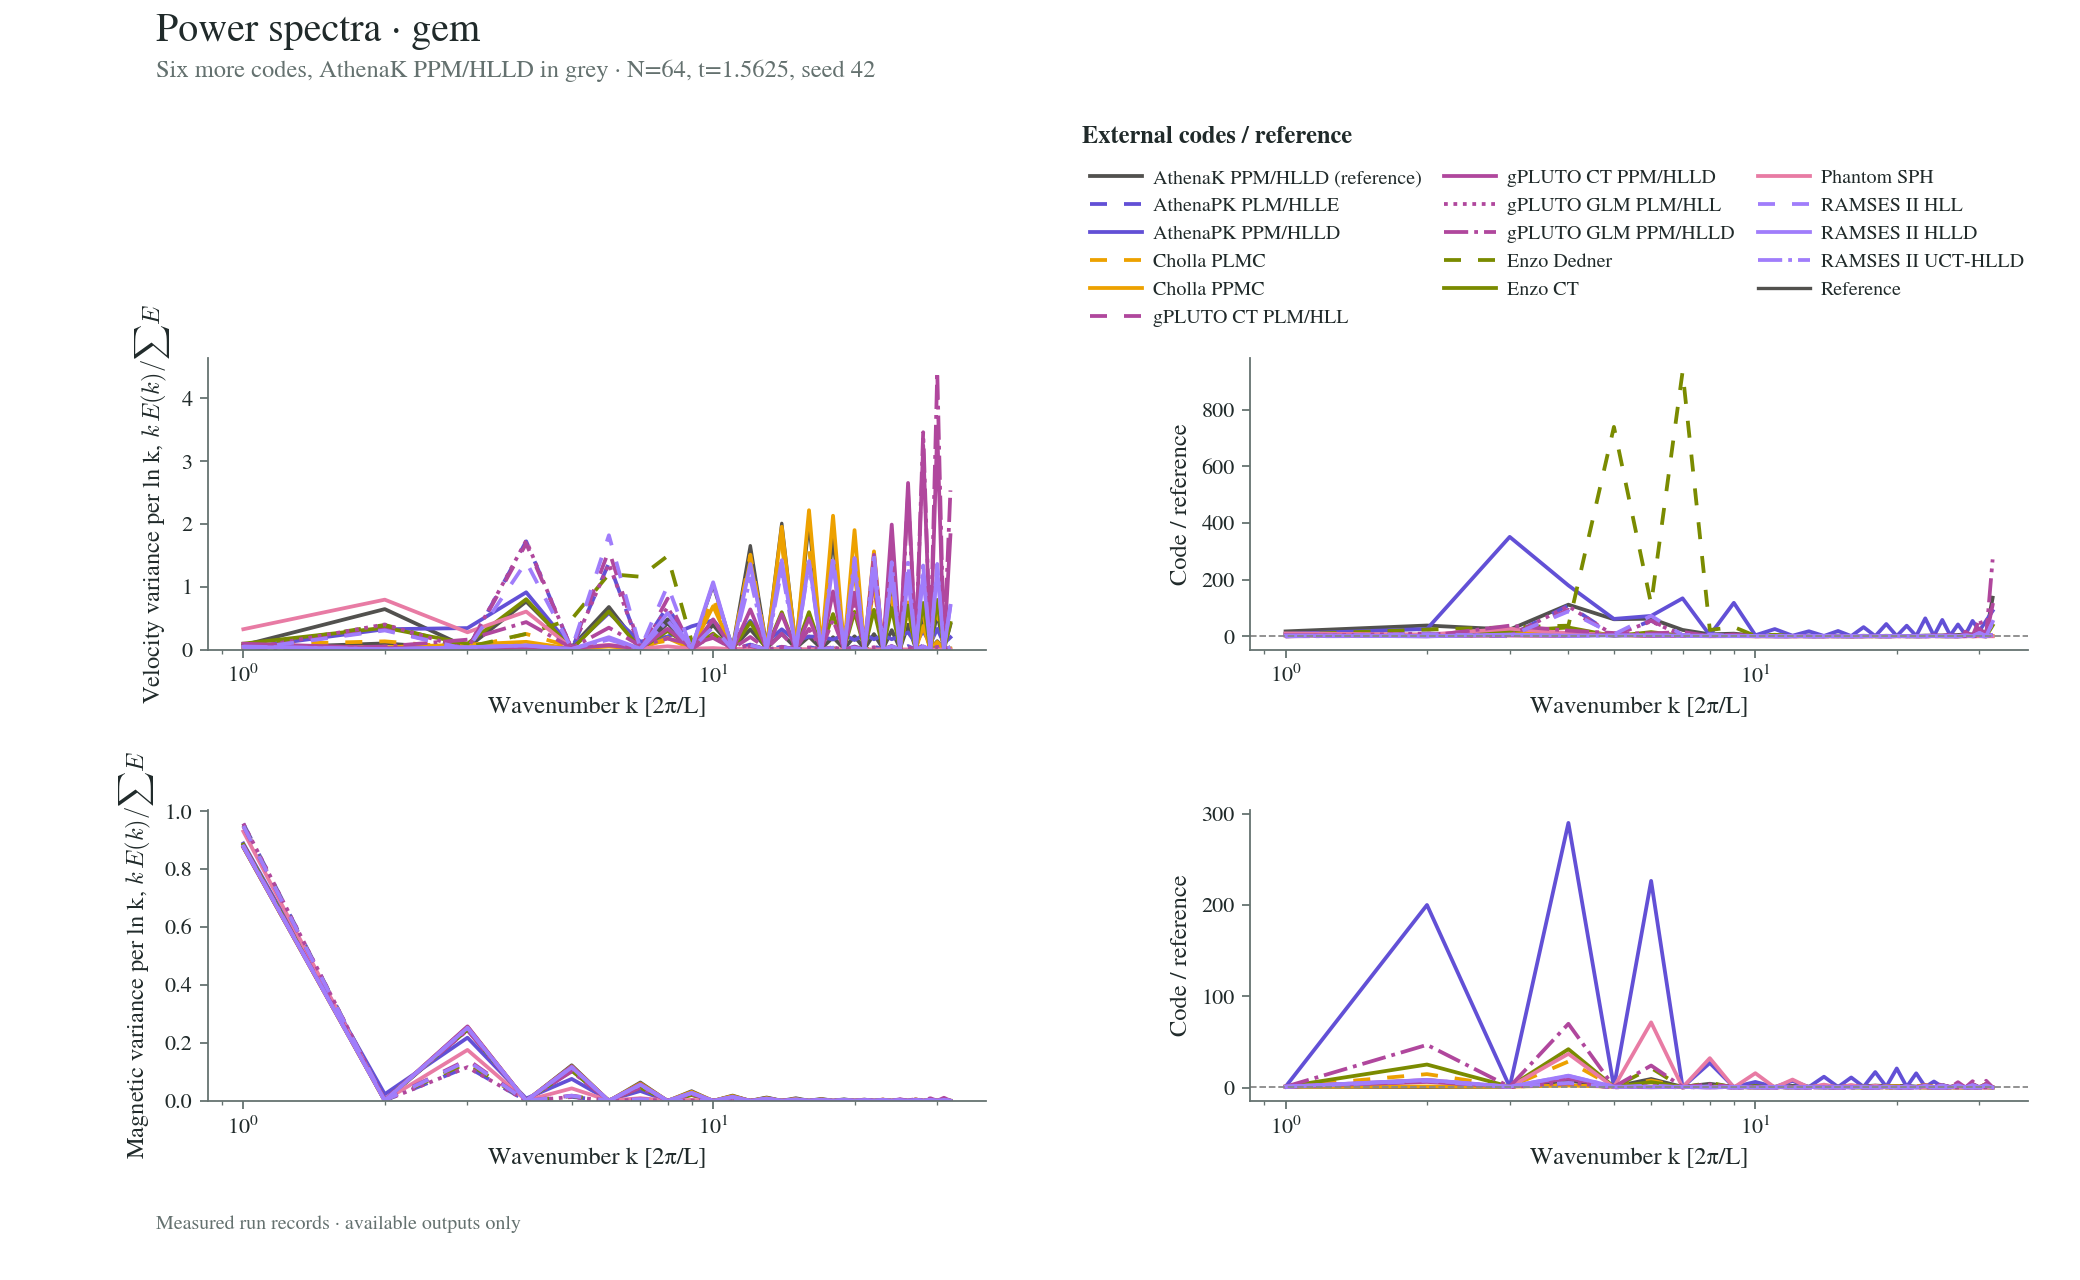 Power spectra · gem
Six more codes, AthenaK PPM/HLLD in grey · N=64, t=1.5625, seed 42
External codes / reference
AthenaK PPM/HLLD (reference)
AthenaPK PLM/HLLE
AthenaPK PPM/HLLD
Cholla PLMC
Cholla PPMC
gPLUTO CT PLM/HLL
gPLUTO CT PPM/HLLD
gPLUTO GLM PLM/HLL
gPLUTO GLM PPM/HLLD
Enzo Dedner
Enzo CT
Phantom SPH
RAMSES II HLL
RAMSES II HLLD
RAMSES II UCT-HLLD
Reference
Velocity variance per ln k, k E(k)/∑E
4
3
2
1
0
10⁰
10¹
Wavenumber k [2π/L]
Code / reference
800
600
400
200
0
10⁰
10¹
Wavenumber k [2π/L]
Magnetic variance per ln k, k E(k)/∑E
1.0
0.8
0.6
0.4
0.2
0.0
10⁰
10¹
Wavenumber k [2π/L]
Code / reference
300
200
100
0
10⁰
10¹
Wavenumber k [2π/L]
Measured run records · available outputs only